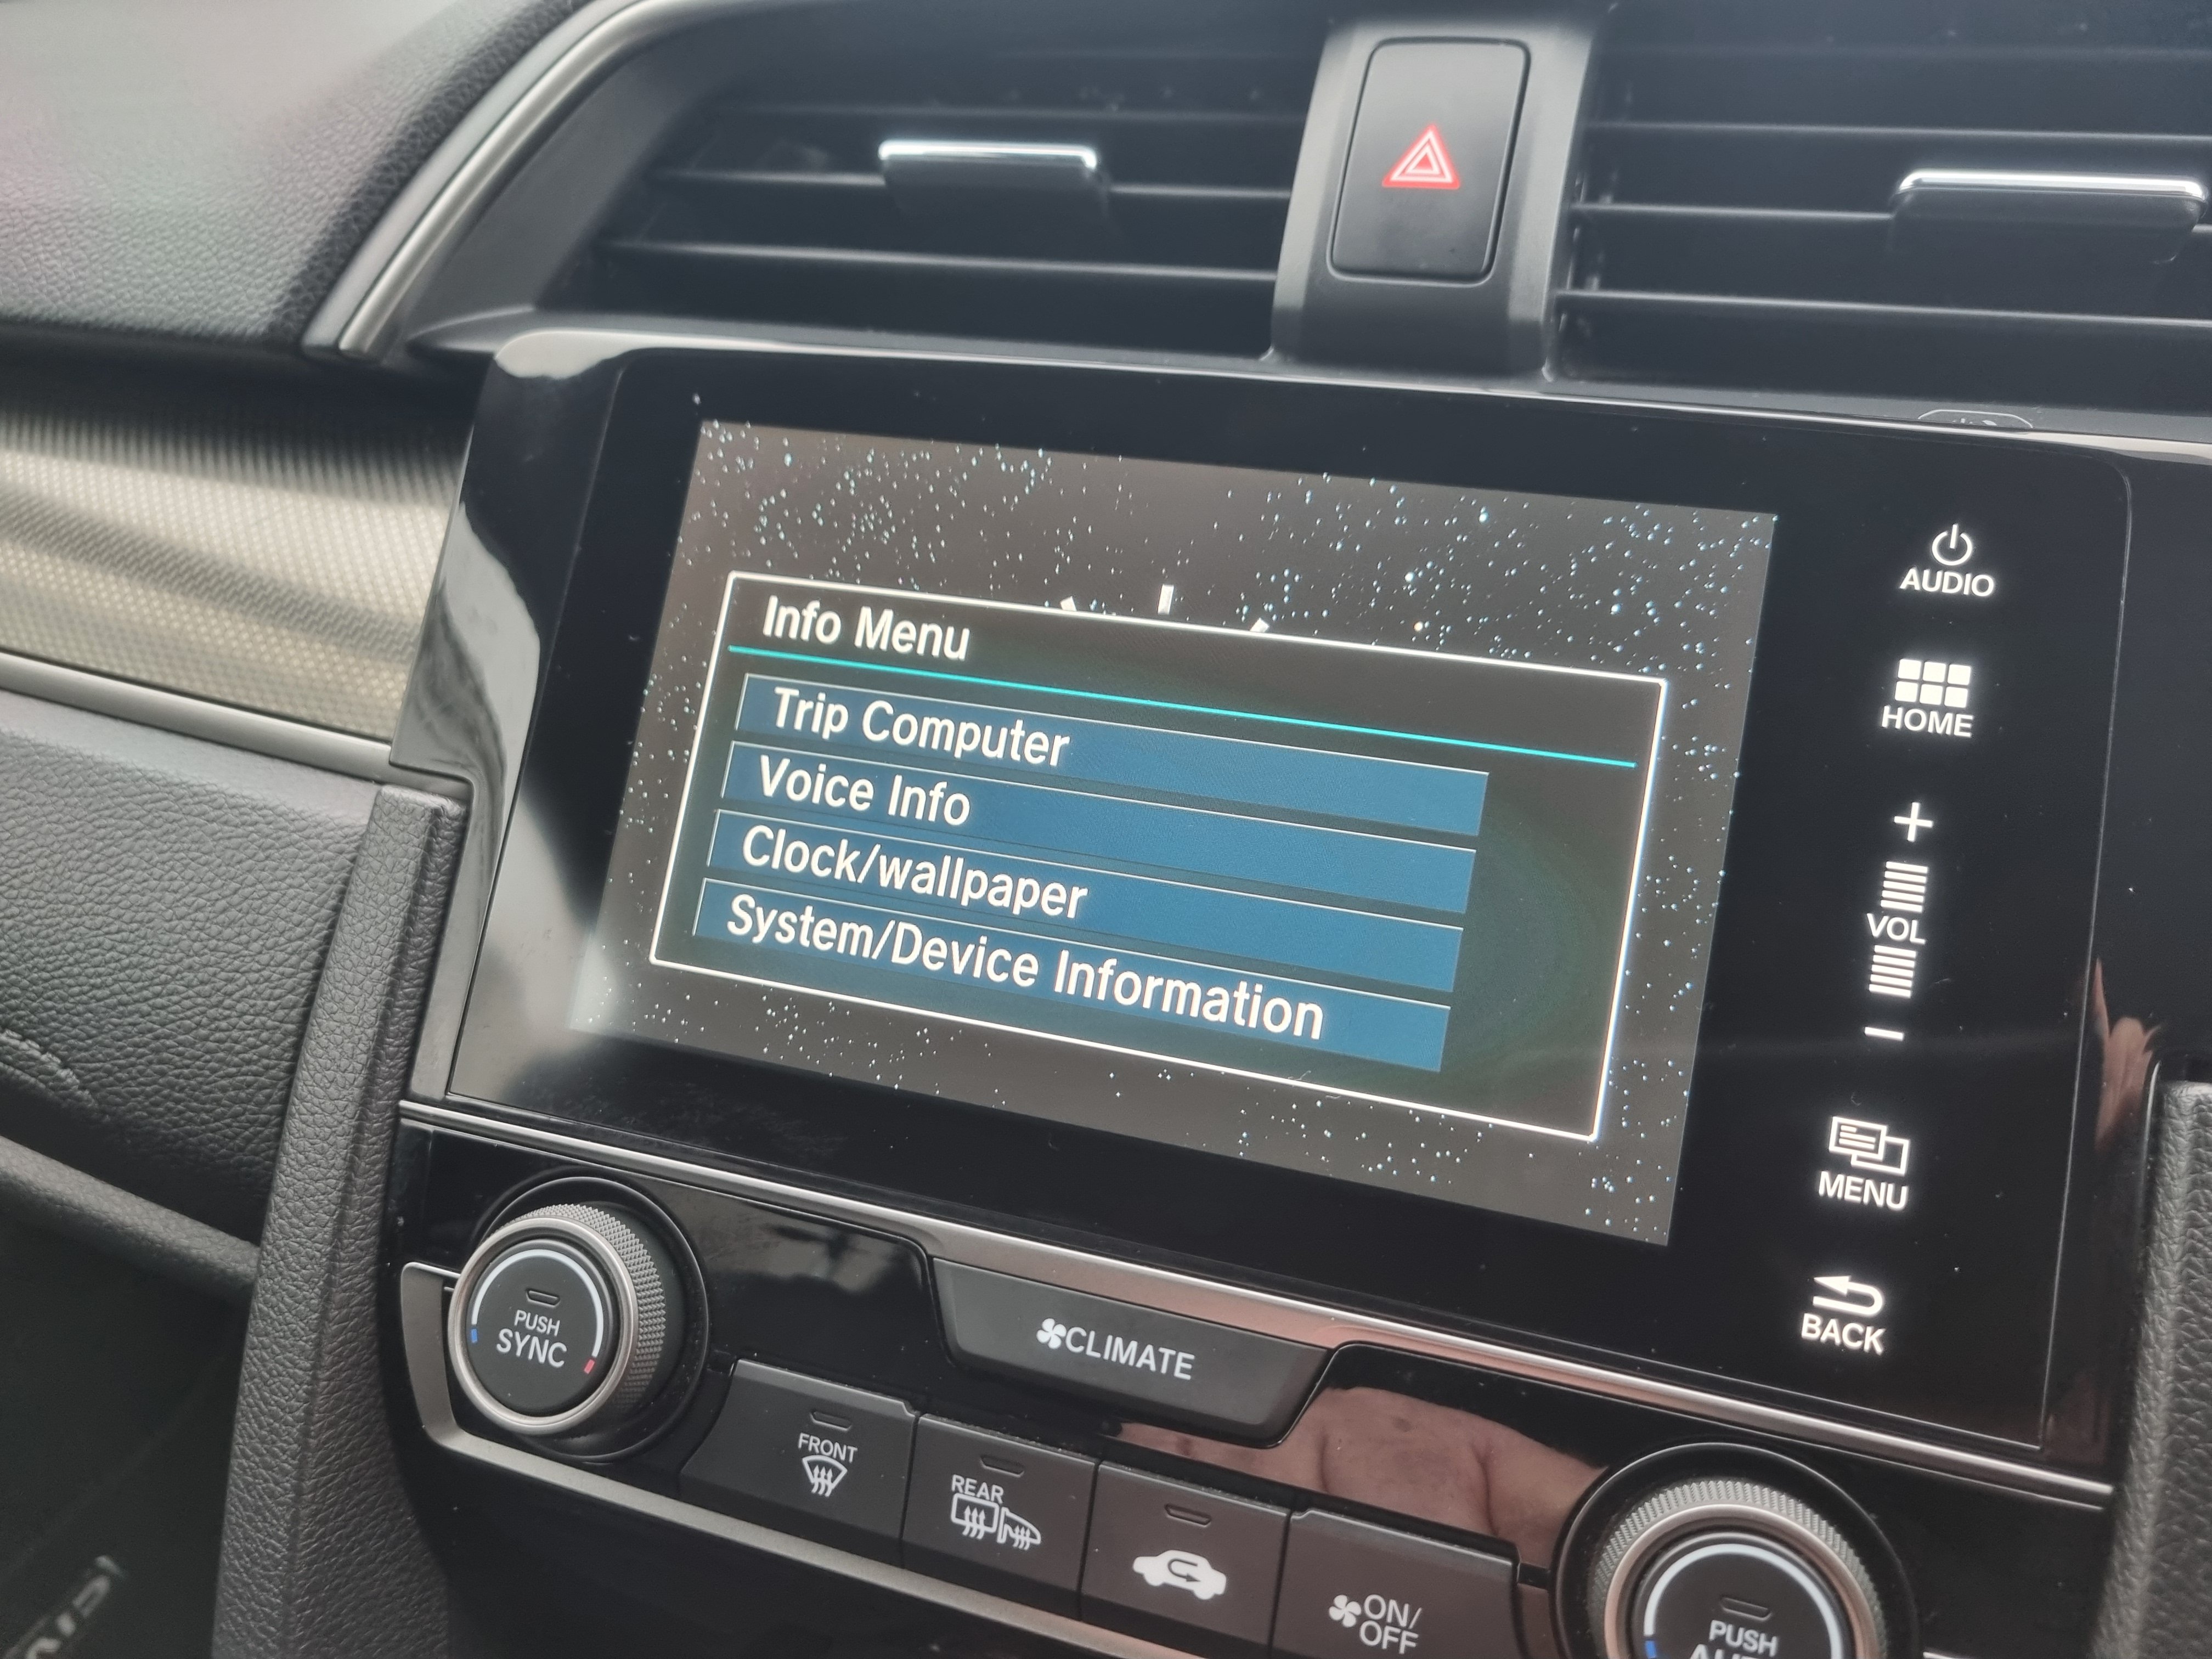 Info Menu
Trip Computer
Voice Info
Clock/wallpaper
System/Device Information
AUDIO
HOME
+
VOL
−
MENU
BACK
PUSH
SYNC
CLIMATE
FRONT
REAR
ON/
OFF
PUSH